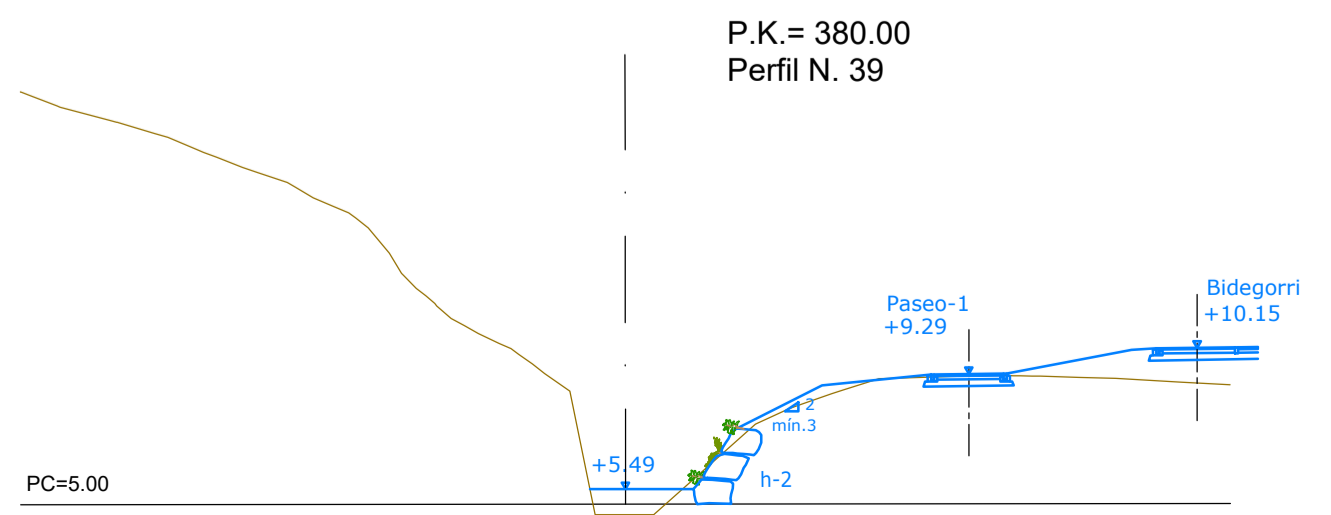 P.K.= 380.00
Perfil N. 39
Bidegorri
+10.15
Paseo-1
+9.29
2
mín.3
+5.49
h-2
PC=5.00